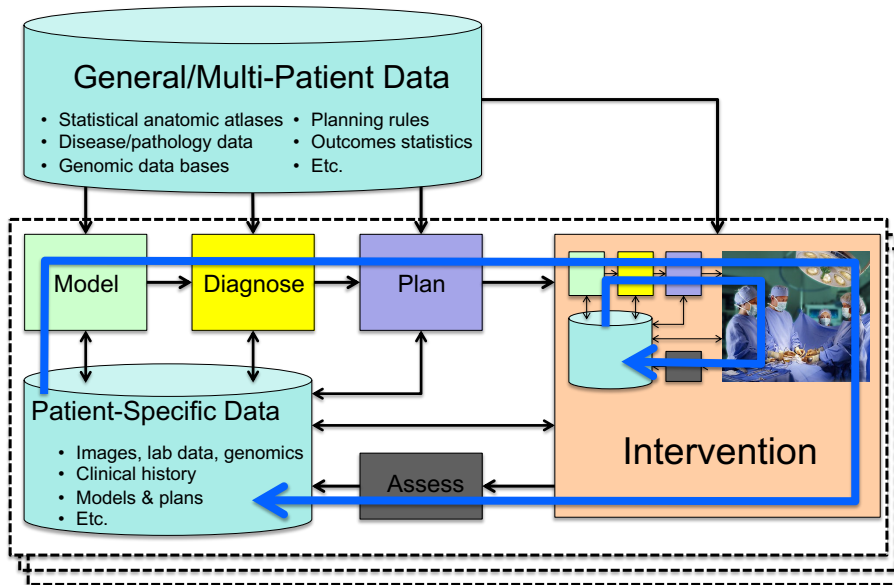 General/Multi-Patient Data
• Statistical anatomic atlases
• Disease/pathology data
• Genomic data bases
• Planning rules
• Outcomes statistics
• Etc.
Model
Diagnose
Plan
Patient-Specific Data
• Images, lab data, genomics
• Clinical history
• Models & plans
• Etc.
Assess
Intervention